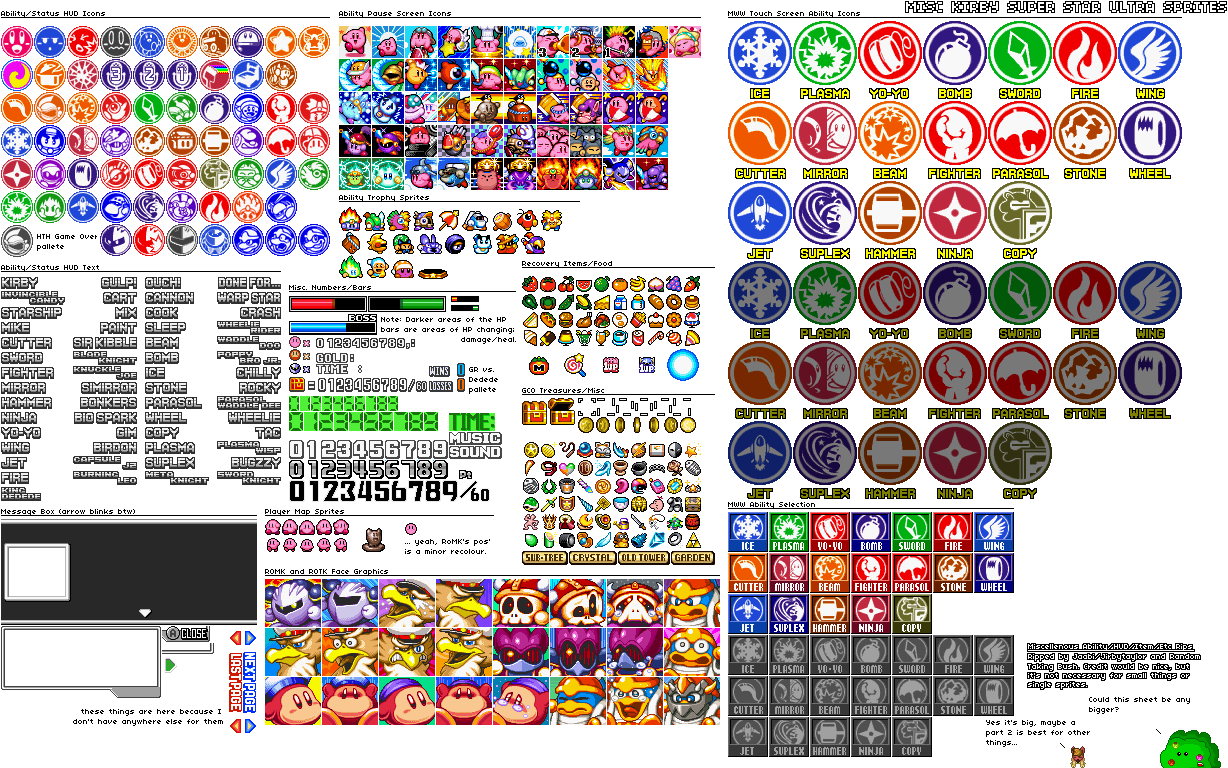 MISC KIRBY SUPER STAR ULTRA SPRITES
Ability/Status HUD Icons
HTH Game Over
pallete
Ability/Status HUD Text
KIRBY GULP! OUCH! DONE FOR...
INVINCIBLE CANDY CART CANNON WARP STAR
STARSHIP MIX COOK CRASH
MIKE PAINT SLEEP WHEELIE RIDER
CUTTER SIR KIBBLE BEAM WADDLE DOO
SWORD BLADE KNIGHT BOMB POPPY BRO JR.
FIGHTER KNUCKLE JOE ICE CHILLY
MIRROR SIMIRROR STONE ROCKY
HAMMER BONKERS PARASOL PARASOL WADDLE DEE
NINJA BIO SPARK WHEEL WHEELIE
YO-YO GIM COPY TAC
WING BIRDON PLASMA PLASMA WISP
JET CAPSULE J2 SUPLEX BUGZZY
FIRE BURNING LEO META KNIGHT SWORD KNIGHT
KING DEDEDE
Message Box (arrow blinks btw)
A CLOSE
NEXT PAGE
LAST PAGE
these things are here because I
don't have anywhere else for them
Ability Pause Screen Icons
Ability Trophy Sprites
Misc. Numbers/Bars
BOSS
Note: Darker areas of the HP
bars are areas of HP changing:
damage/heal.
× 0123456789,:
× GOLD:
× TIME :
WINS 0
= 0123456789/60 LOSSES 0
GR vs.
Dedede
pallete
TIME:
MUSIC
SOUND
0123456789
0123456789
0123456789/60
Recovery Items/Food
GCO Treasures/Misc
SUB-TREE CRYSTAL OLD TOWER GARDEN
Player Map Sprites
... yeah, RoMK's pos'
is a minor recolour.
ROMK and ROTK Face Graphics
MWW Touch Screen Ability Icons
ICE PLASMA YO-YO BOMB SWORD FIRE WING
CUTTER MIRROR BEAM FIGHTER PARASOL STONE WHEEL
JET SUPLEX HAMMER NINJA COPY
ICE PLASMA YO-YO BOMB SWORD FIRE WING
CUTTER MIRROR BEAM FIGHTER PARASOL STONE WHEEL
JET SUPLEX HAMMER NINJA COPY
MWW Ability Selection
ICE PLASMA YO-YO BOMB SWORD FIRE WING
CUTTER MIRROR BEAM FIGHTER PARASOL STONE WHEEL
JET SUPLEX HAMMER NINJA COPY
ICE PLASMA YO-YO BOMB SWORD FIRE WING
CUTTER MIRROR BEAM FIGHTER PARASOL STONE WHEEL
JET SUPLEX HAMMER NINJA COPY
Miscellenous Ability/HUD/Item/Etc Rips.
and Random
Talking Bush. Credit would be nice, but
it's not necessary for small things or
single sprites.
Could this sheet be any
bigger?
Yes it's big, maybe a
part 2 is best for other
things...